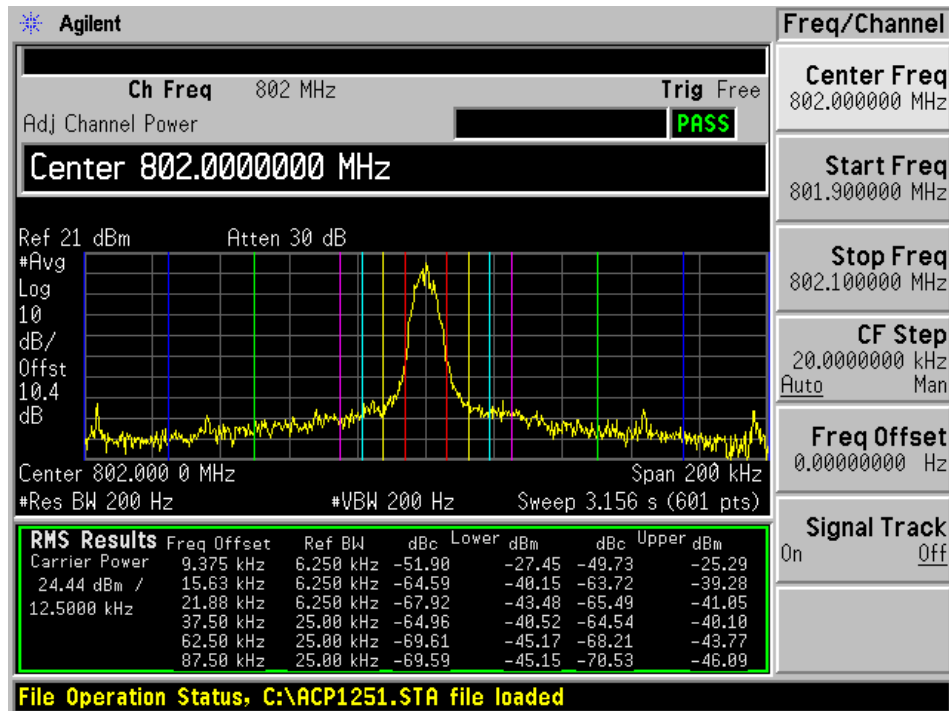 Agilent
Freq/Channel
Ch Freq 802 MHz Trig Free
Adj Channel Power PASS
Center 802.0000000 MHz
Ref 21 dBm Atten 30 dB
#Avg
Log
10
dB/
Offst
10.4
dB
Center 802.000 0 MHz Span 200 kHz
#Res BW 200 Hz #VBW 200 Hz Sweep 3.156 s (601 pts)
RMS Results Freq Offset Ref BW dBc Lower dBm dBc Upper dBm
Carrier Power 9.375 kHz 6.250 kHz -51.90 -27.45 -49.73 -25.29
24.44 dBm / 15.63 kHz 6.250 kHz -64.59 -40.15 -63.72 -39.28
12.5000 kHz 21.88 kHz 6.250 kHz -67.92 -43.48 -65.49 -41.05
37.50 kHz 25.00 kHz -64.96 -40.52 -64.54 -40.10
62.50 kHz 25.00 kHz -69.61 -45.17 -68.21 -43.77
87.50 kHz 25.00 kHz -69.59 -45.15 -70.53 -46.09
File Operation Status, C:\ACP1251.STA file loaded
Center Freq
802.000000 MHz
Start Freq
801.900000 MHz
Stop Freq
802.100000 MHz
CF Step
20.0000000 kHz
Auto Man
Freq Offset
0.00000000 Hz
Signal Track
On Off